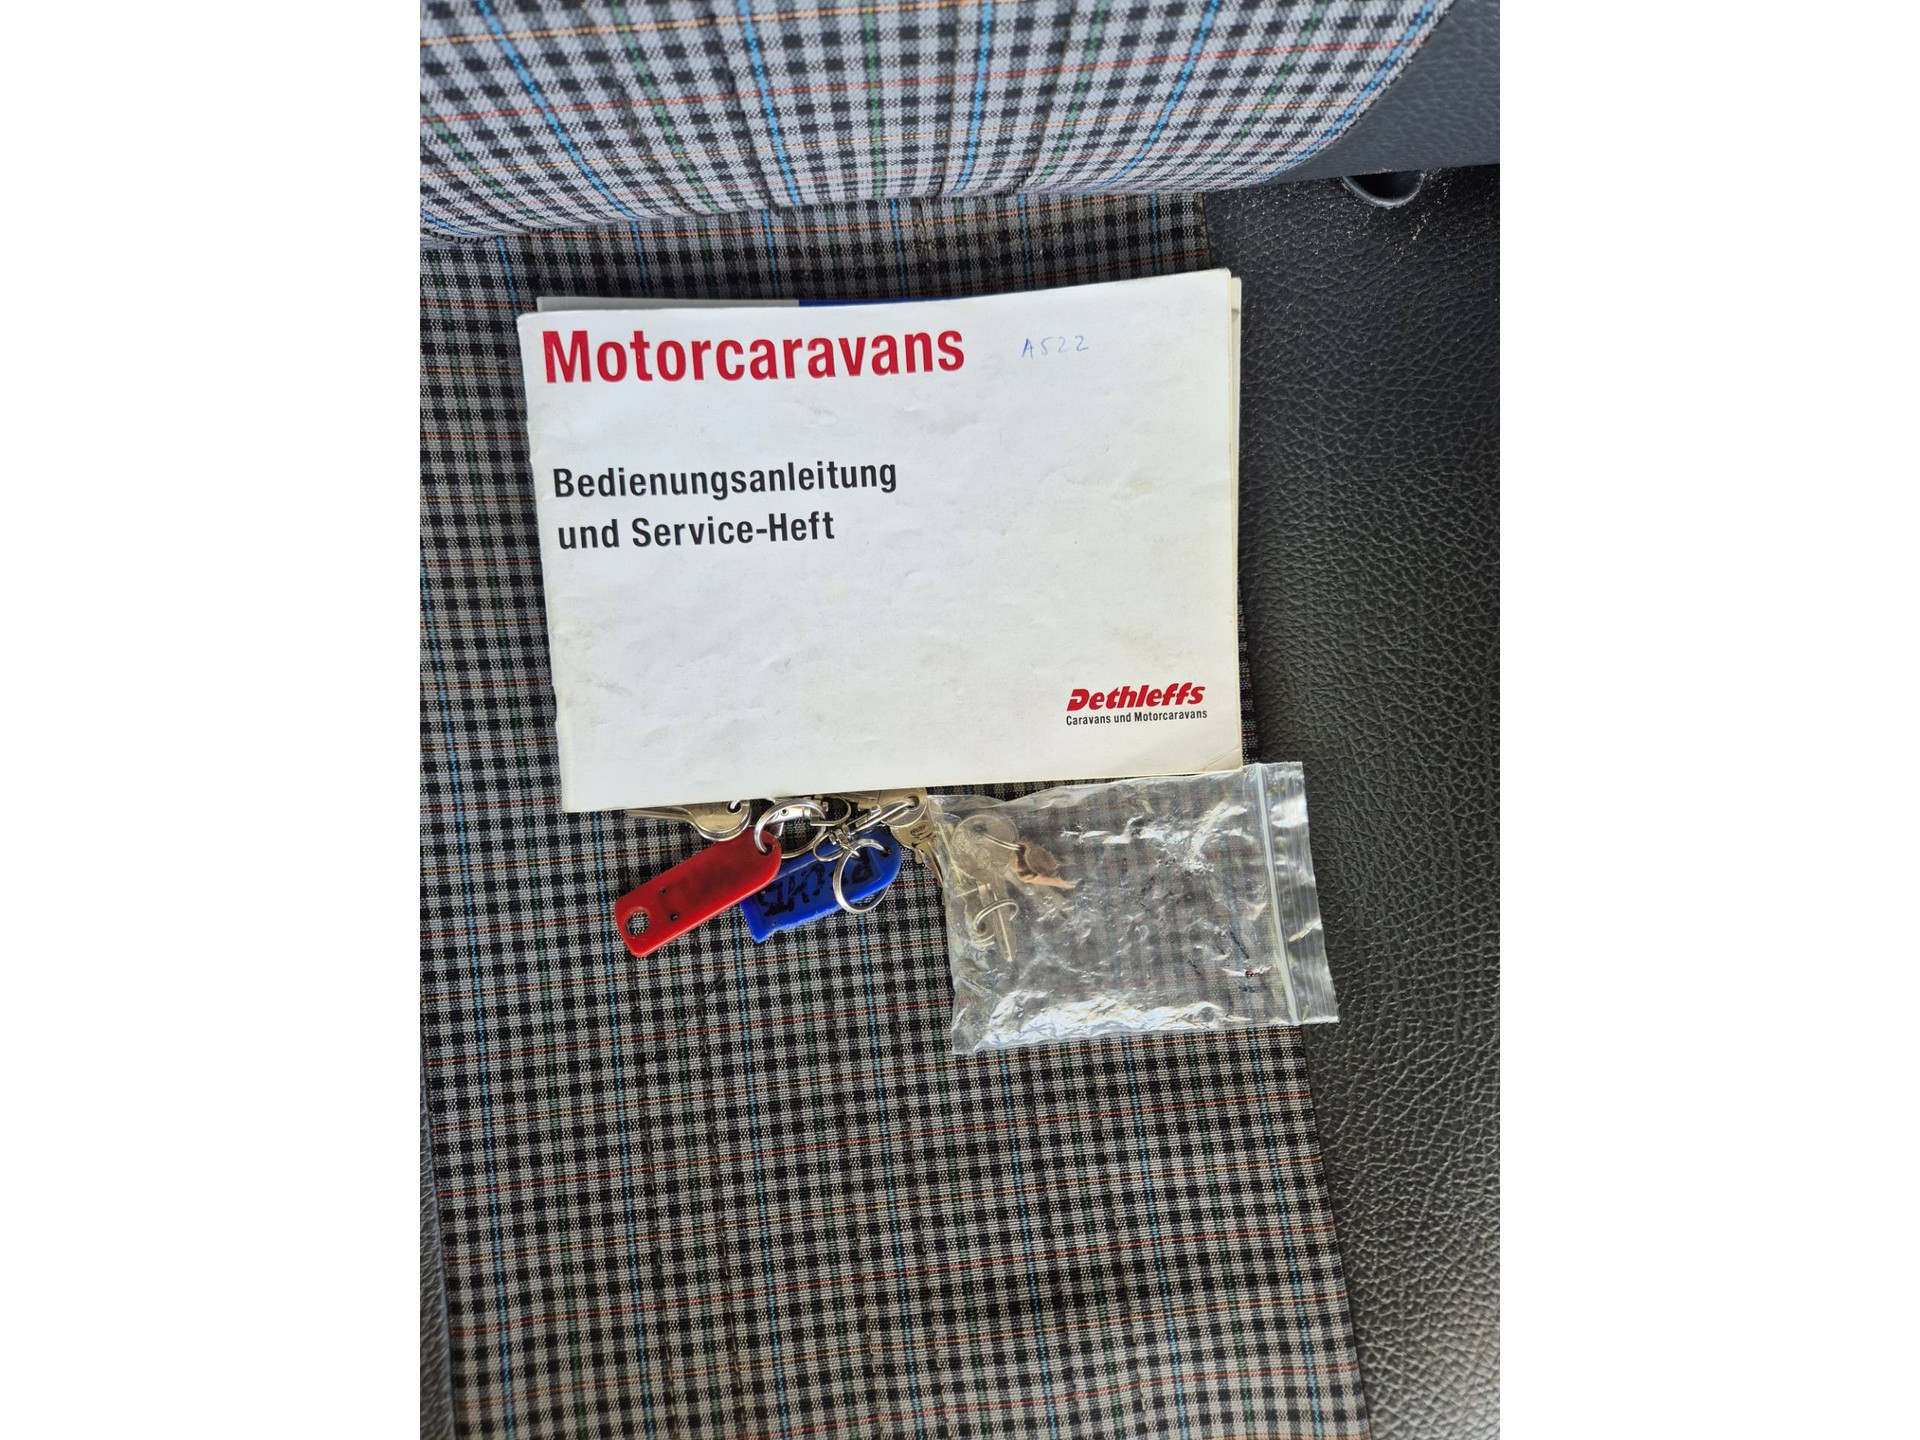 Motorcaravans
A522
Bedienungsanleitung
und Service-Heft
Dethleffs
Caravans und Motorcaravans